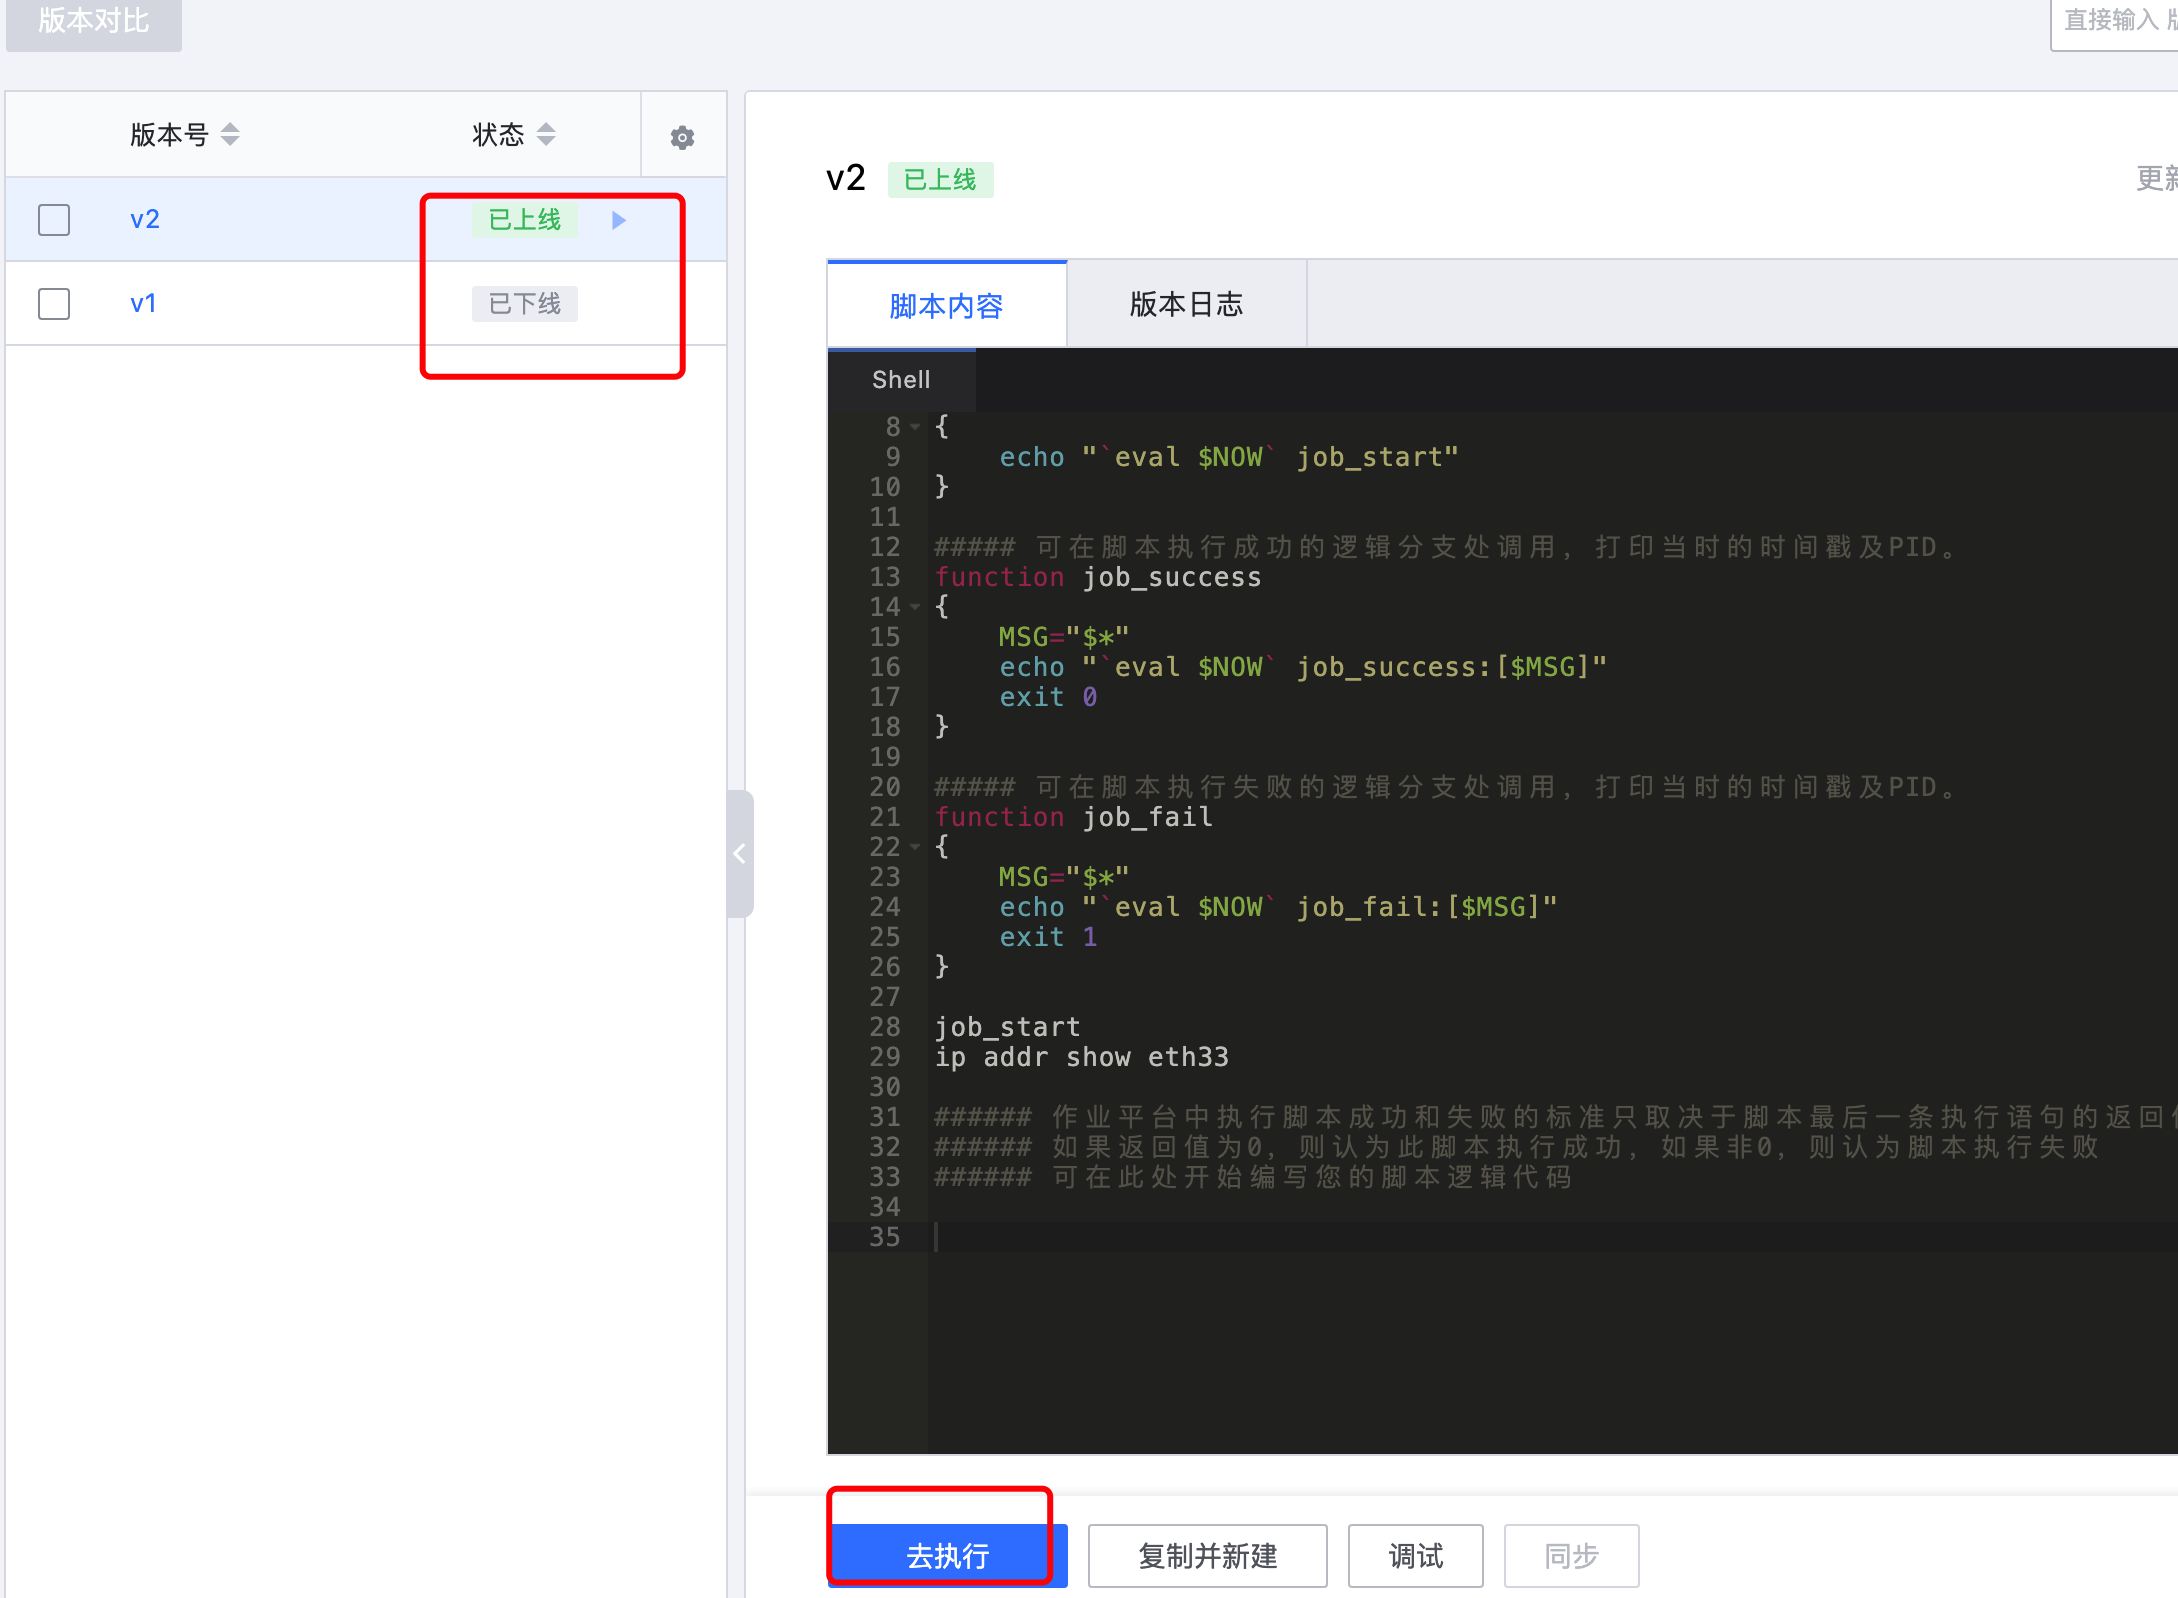 版本对比
直接输入
版本号 状态
v2 已上线
v1 已下线
v2 已上线
脚本内容 版本日志
Shell
8 {
9     echo "`eval $NOW` job_start"
10 }
11
12 ##### 可在脚本执行成功的逻辑分支处调用，打印当时的时间戳及PID。
13 function job_success
14 {
15     MSG="$*"
16     echo "`eval $NOW` job_success:[$MSG]"
17     exit 0
18 }
19
20 ##### 可在脚本执行失败的逻辑分支处调用，打印当时的时间戳及PID。
21 function job_fail
22 {
23     MSG="$*"
24     echo "`eval $NOW` job_fail:[$MSG]"
25     exit 1
26 }
27
28 job_start
29 ip addr show eth33
30
31 ###### 作业平台中执行脚本成功和失败的标准只取决于脚本最后一条执行语句的返回
32 ###### 如果返回值为0，则认为此脚本执行成功，如果非0，则认为脚本执行失败
33 ###### 可在此处开始编写您的脚本逻辑代码
34
35
去执行 复制并新建 调试 同步